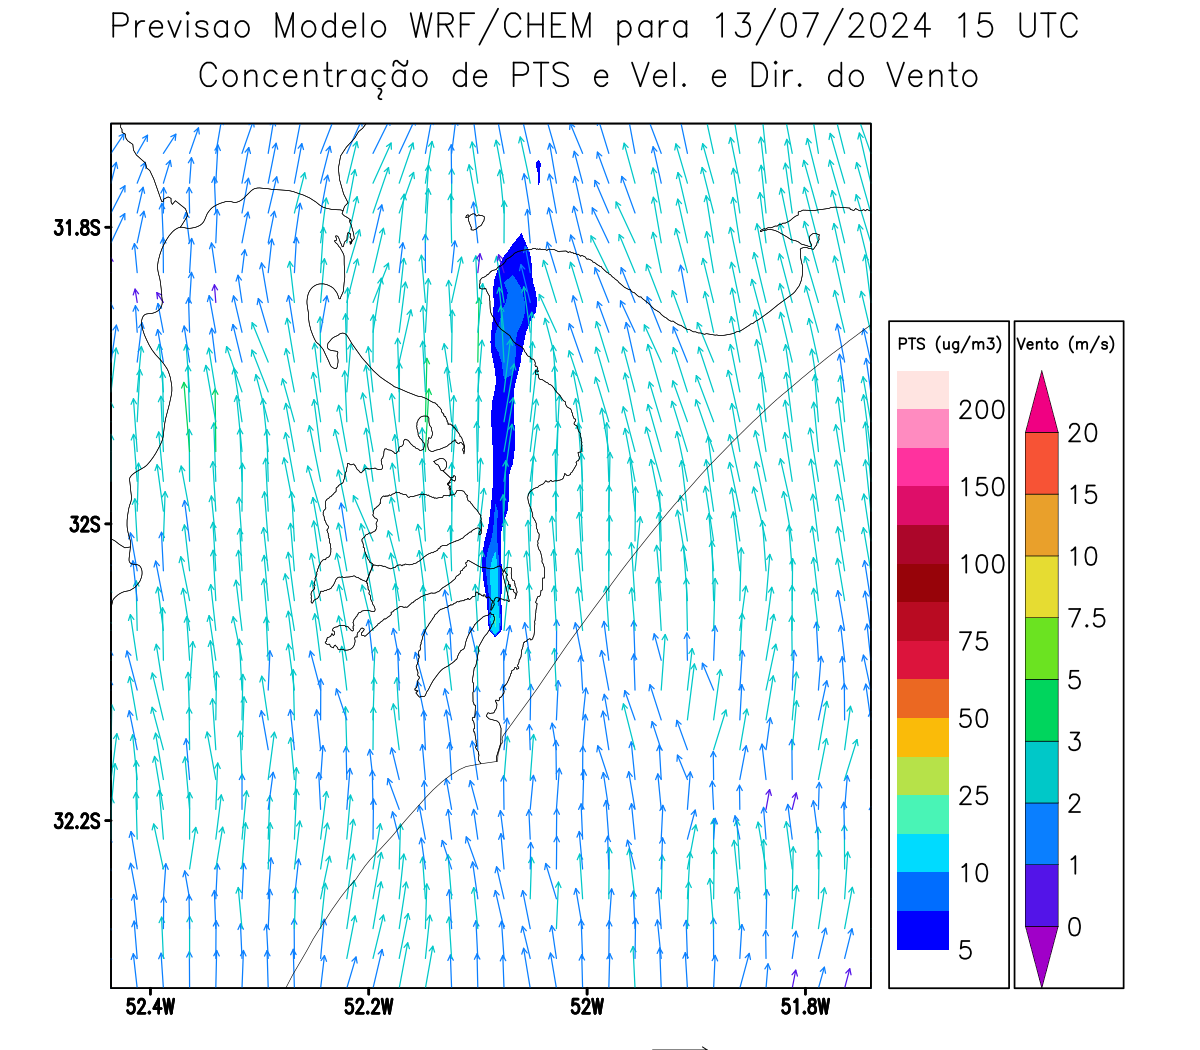 Previsao Modelo WRF/CHEM para 13/07/2024 15 UTC
Concentração de PTS e Vel. e Dir. do Vento
31.8S
32S
32.2S
52.4W
52.2W
52W
51.8W
PTS (ug/m3)
200
150
100
75
50
25
10
5
Vento (m/s)
20
15
10
7.5
5
3
2
1
0